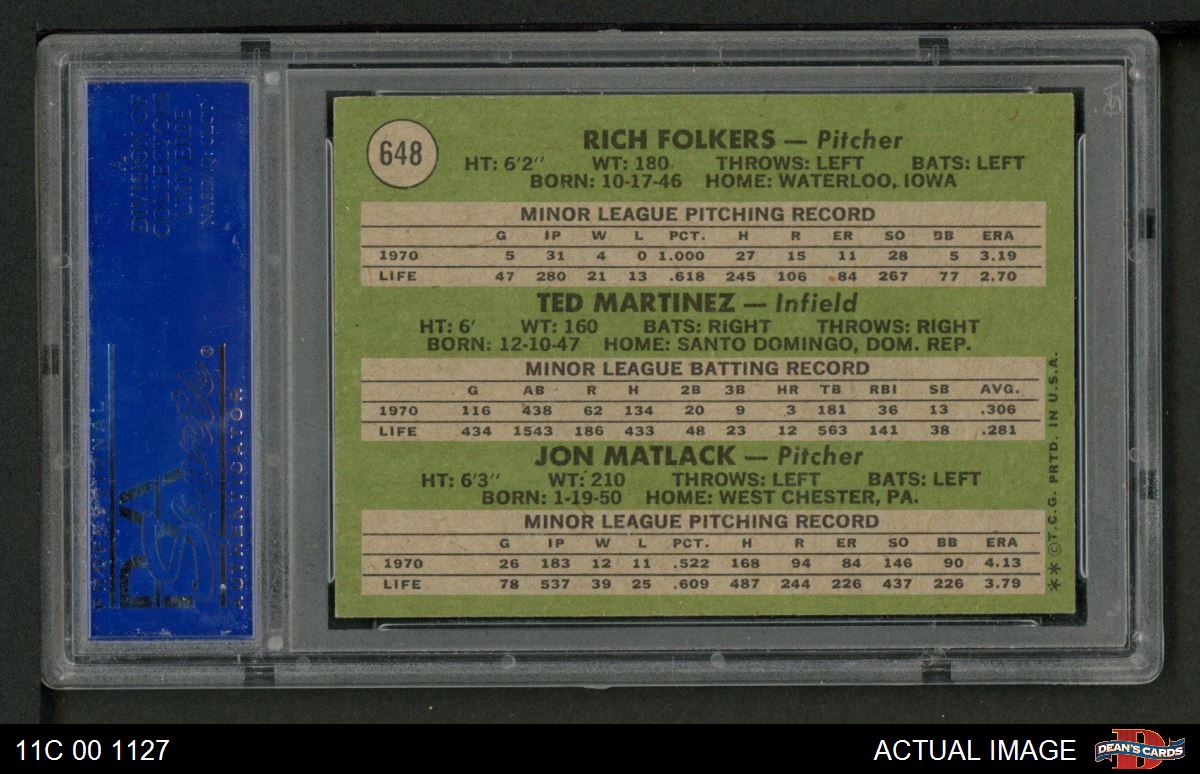 DIVISION OF
COLLECTORS
UNIVERSE
NASDAQ: CLCT
PROFESSIONAL
PSA
AUTHENTICATOR
®
648
RICH FOLKERS — Pitcher
HT: 6'2'' WT: 180 THROWS: LEFT BATS: LEFT
BORN: 10-17-46 HOME: WATERLOO, IOWA
MINOR LEAGUE PITCHING RECORD
G IP W L PCT. H R ER SO BB ERA
1970 5 31 4 0 1.000 27 15 11 28 5 3.19
LIFE 47 280 21 13 .618 245 106 84 267 77 2.70
TED MARTINEZ — Infield
HT: 6' WT: 160 BATS: RIGHT THROWS: RIGHT
BORN: 12-10-47 HOME: SANTO DOMINGO, DOM. REP.
MINOR LEAGUE BATTING RECORD
G AB R H 2B 3B HR TB RBI SB AVG.
1970 116 438 62 134 20 9 3 181 36 13 .306
LIFE 434 1543 186 433 48 23 12 563 141 38 .281
JON MATLACK — Pitcher
HT: 6'3'' WT: 210 THROWS: LEFT BATS: LEFT
BORN: 1-19-50 HOME: WEST CHESTER, PA.
MINOR LEAGUE PITCHING RECORD
G IP W L PCT. H R ER SO BB ERA
1970 26 183 12 11 .522 168 94 84 146 90 4.13
LIFE 78 537 39 25 .609 487 244 226 437 226 3.79
**©T.C.G. PRTD. IN U.S.A.
11C 00 1127
ACTUAL IMAGE
DEAN'S CARDS